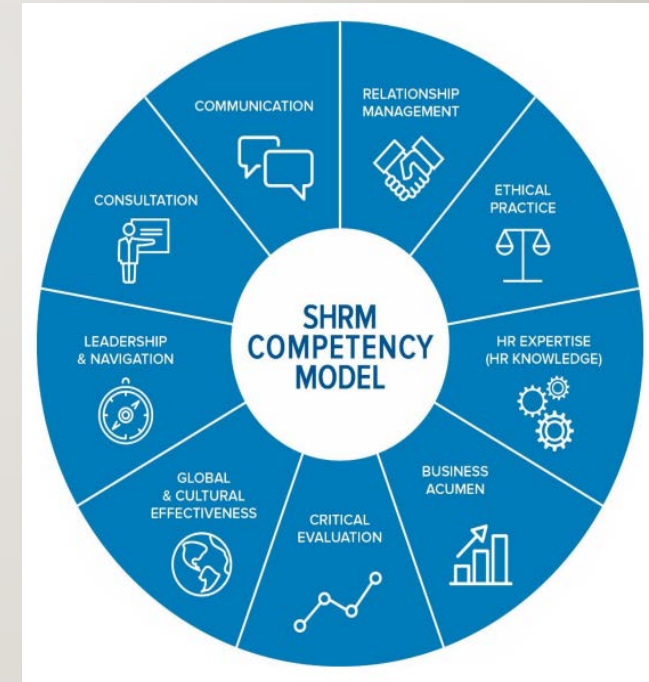 SHRM
COMPETENCY
MODEL
COMMUNICATION
RELATIONSHIP
MANAGEMENT
ETHICAL
PRACTICE
HR EXPERTISE
(HR KNOWLEDGE)
BUSINESS
ACUMEN
CRITICAL
EVALUATION
GLOBAL
& CULTURAL
EFFECTIVENESS
LEADERSHIP
& NAVIGATION
CONSULTATION